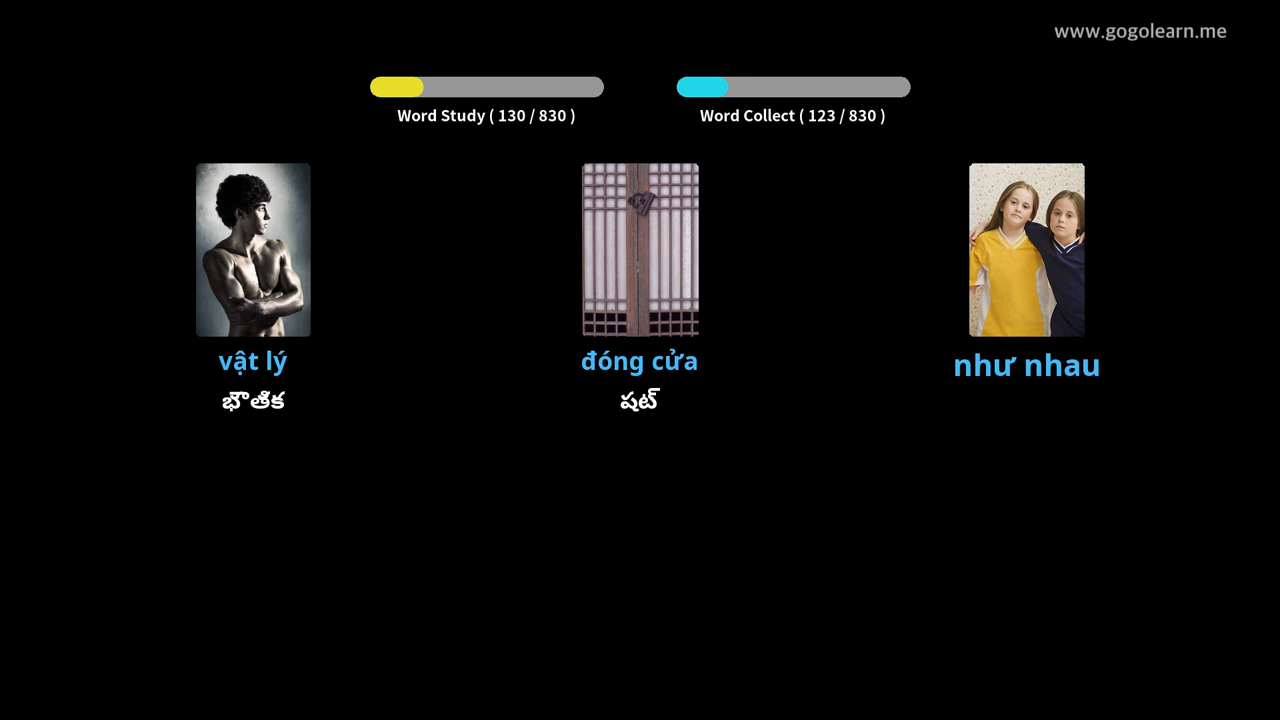 www.gogolearn.me
Word Study ( 130 / 830 )
Word Collect ( 123 / 830 )
vật lý
భౌతిక
đóng cửa
షట్
như nhau